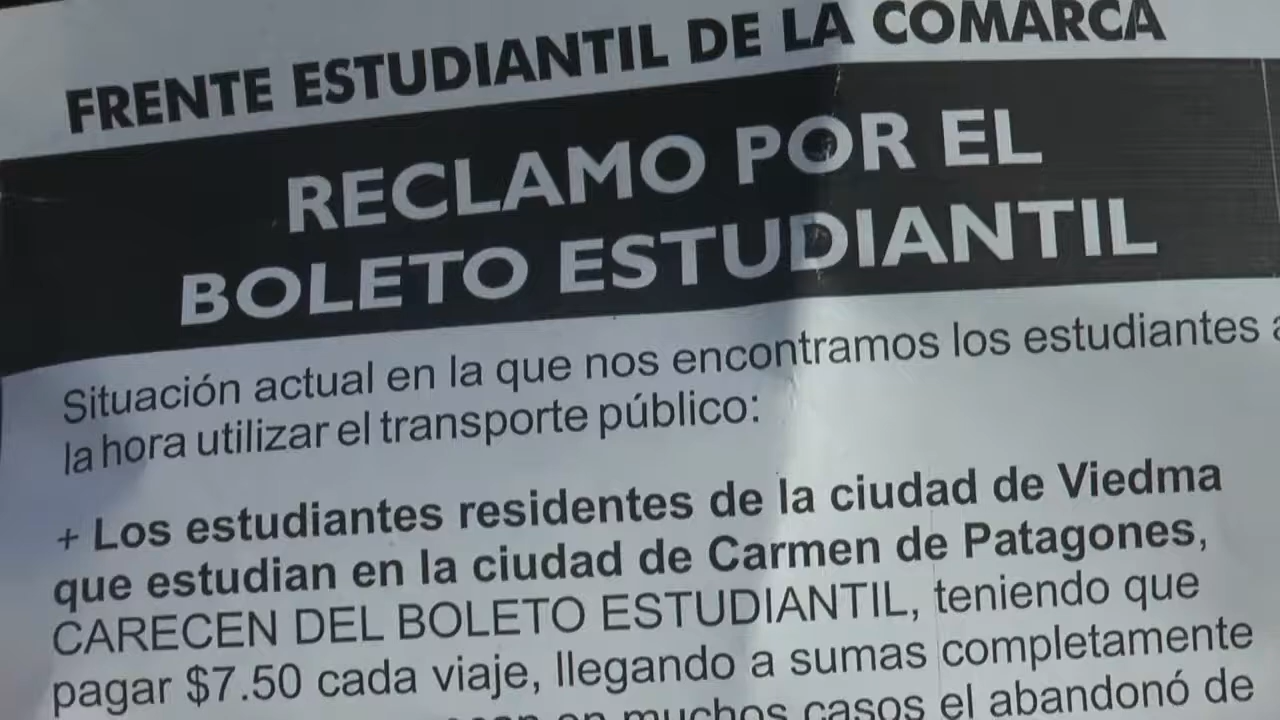 FRENTE ESTUDIANTIL DE LA COMARCA
RECLAMO POR EL
BOLETO ESTUDIANTIL
Situación actual en la que nos encontramos los estudiantes a
la hora utilizar el transporte público:
+ Los estudiantes residentes de la ciudad de Viedma
que estudian en la ciudad de Carmen de Patagones,
CARECEN DEL BOLETO ESTUDIANTIL, teniendo que
pagar $7.50 cada viaje, llegando a sumas completamente
en muchos casos el abandonó de